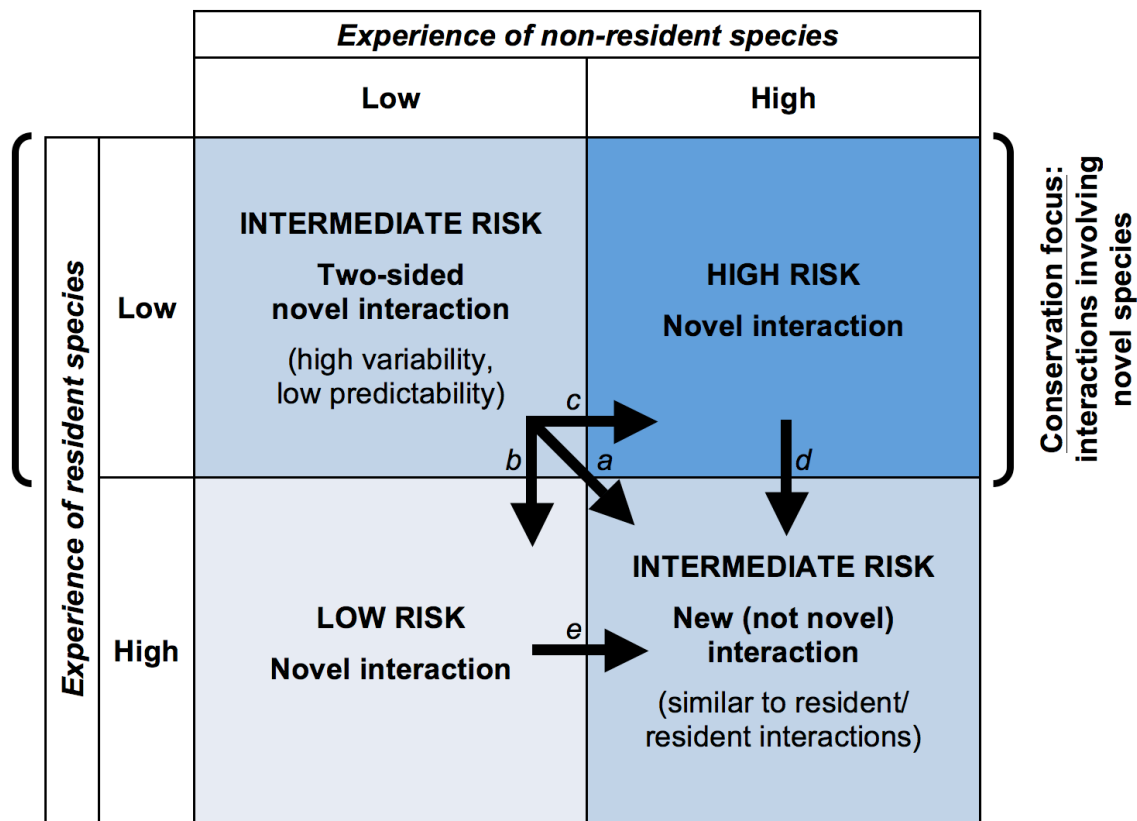 Experience of non-resident species
Low
High
Experience of resident species
Low
INTERMEDIATE RISK
Two-sided
novel interaction
(high variability,
low predictability)
HIGH RISK
Novel interaction
c
b
a
d
High
LOW RISK
Novel interaction
e
INTERMEDIATE RISK
New (not novel)
interaction
(similar to resident/
resident interactions)
Conservation focus:
interactions involving
novel species